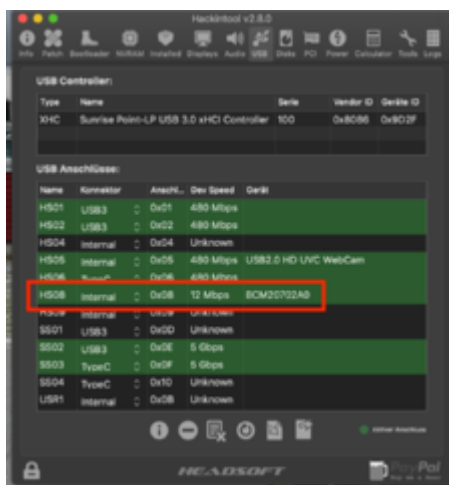 Hackintool v2.8.0
Info Patch Bootloader NVRAM Installed Displays Audio USB Disks PCI Power Calculator Tools Logs
USB Controller:
Type Name Serie Vendor ID Geräte ID
XHC Sunrise Point-LP USB 3.0 xHCI Controller 100 0x8086 0x9D2F
USB Anschlüsse:
Name Konnektor Anschl... Dev Speed Gerät
HS01 USB3 0x01 480 Mbps
HS02 USB3 0x02 480 Mbps
HS04 Internal 0x04 Unknown
HS05 Internal 0x05 480 Mbps USB2.0 HD UVC WebCam
HS06 TypeC 0x06 480 Mbps
HS08 Internal 0x08 12 Mbps BCM20702A0
HS09 Internal 0x09 Unknown
SS01 USB3 0x0D Unknown
SS02 USB3 0x0E 5 Gbps
SS03 TypeC 0x0F 5 Gbps
SS04 TypeC 0x10 Unknown
USR1 Internal 0x0B Unknown
Aktiver Anschluss
HEADSOFT
PayPal